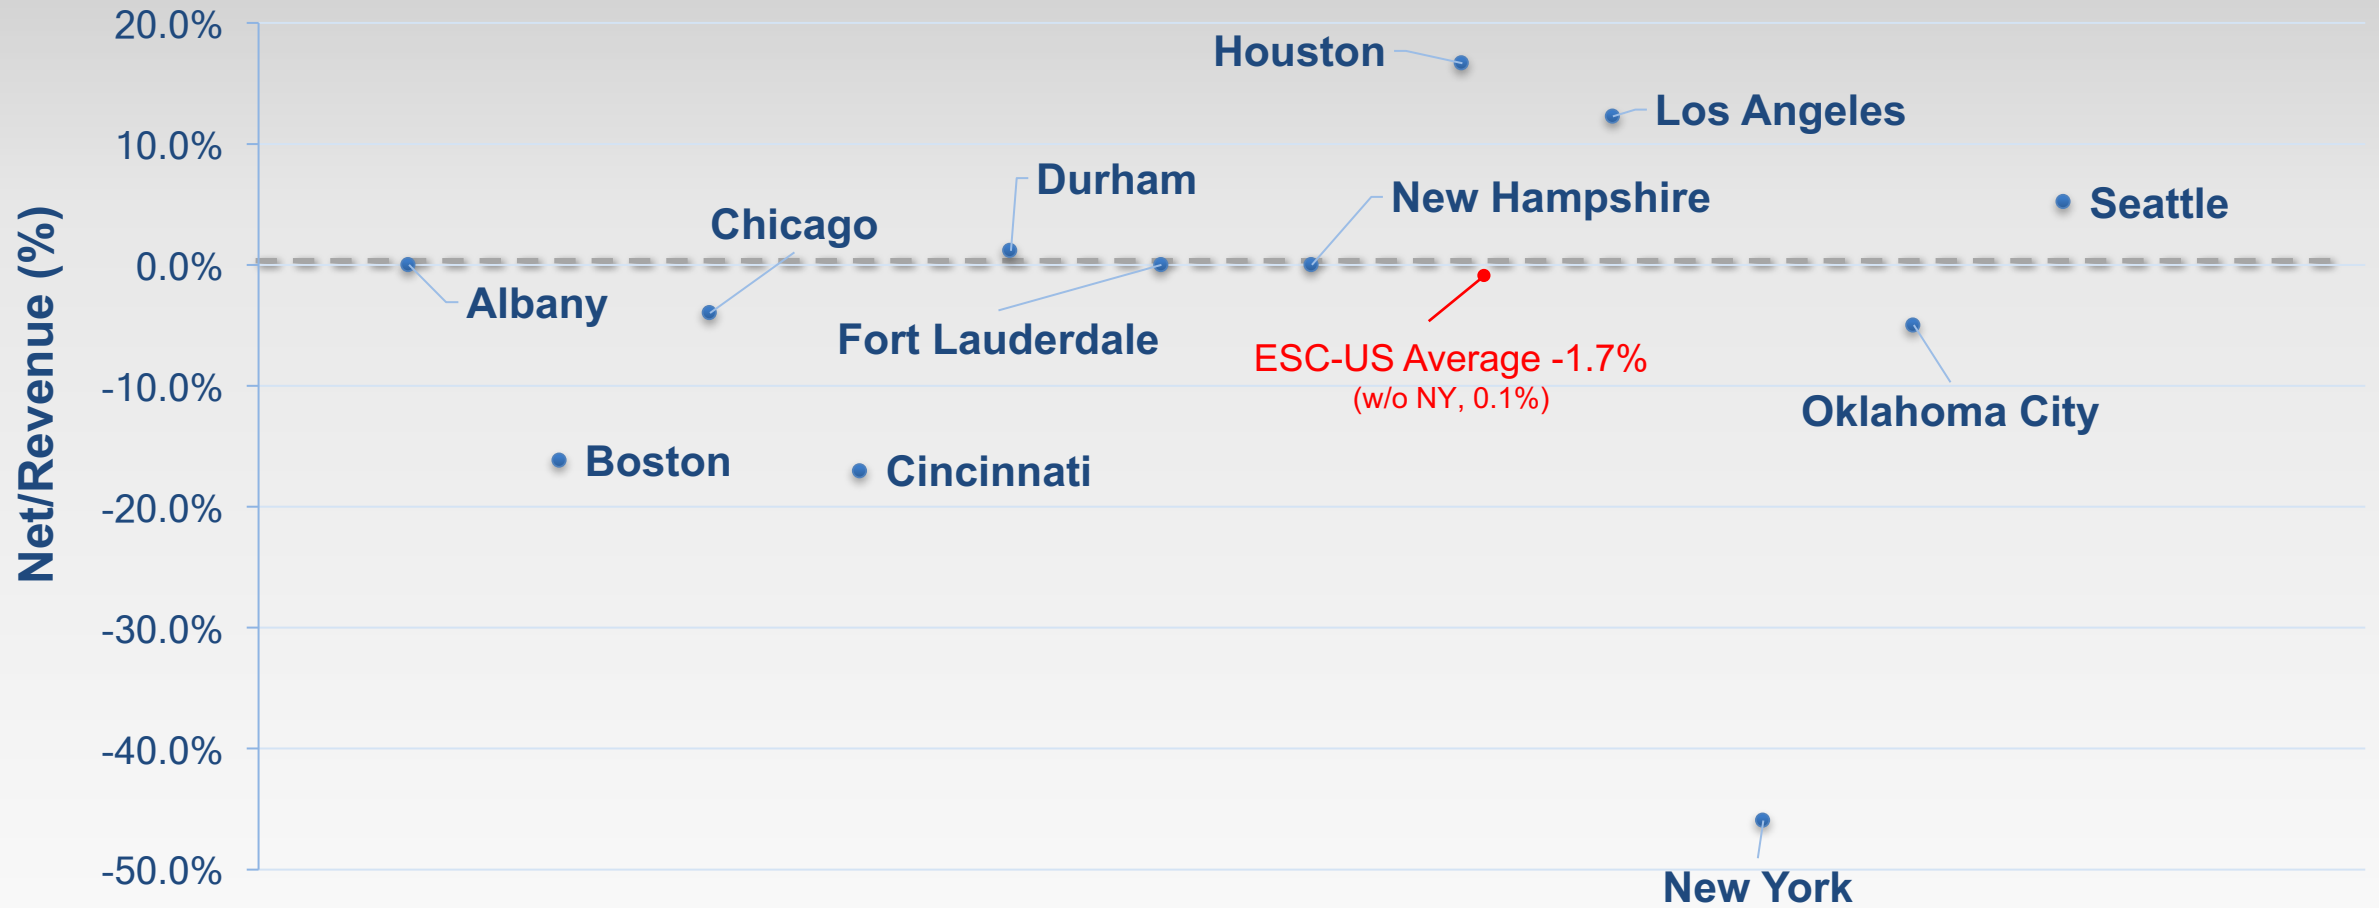 20.0%
10.0%
0.0%
-10.0%
-20.0%
-30.0%
-40.0%
-50.0%
Net/Revenue (%)
Houston
Los Angeles
Durham
New Hampshire
Chicago
Seattle
Albany
Fort Lauderdale
ESC-US Average -1.7%
(w/o NY, 0.1%)
Oklahoma City
Boston
Cincinnati
New York